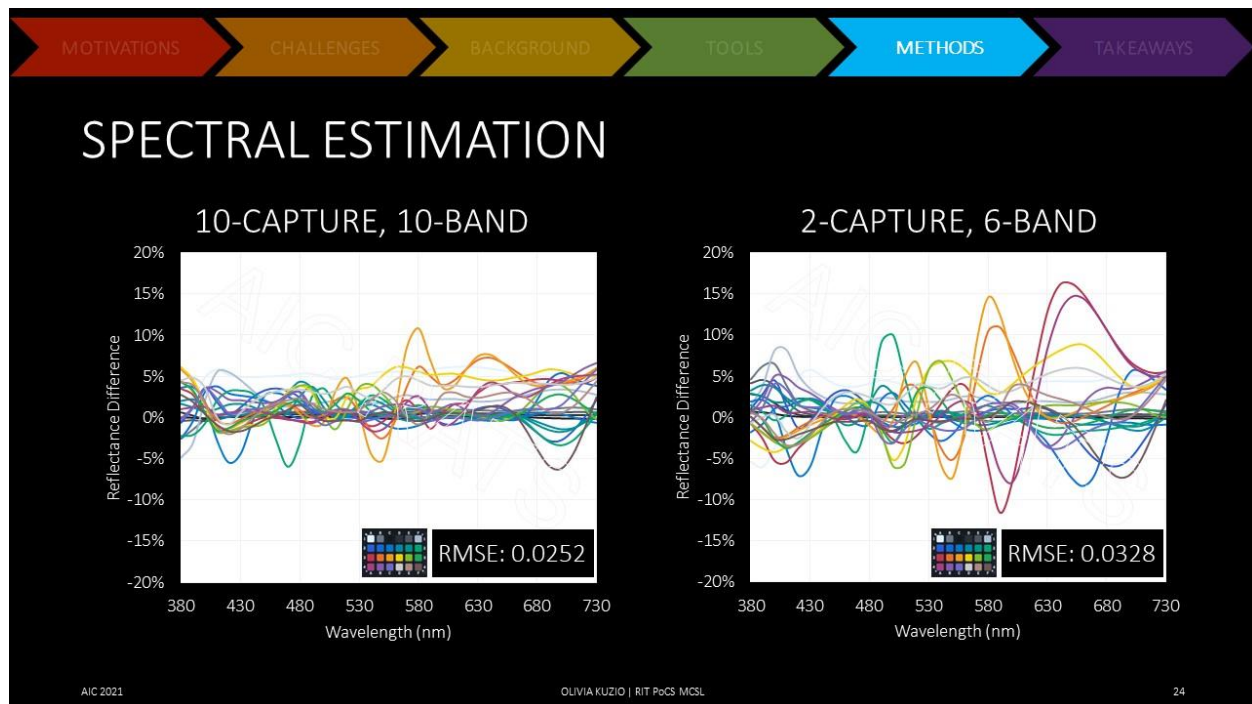 MOTIVATIONS
CHALLENGES
BACKGROUND
TOOLS
METHODS
TAKEAWAYS
SPECTRAL ESTIMATION
10-CAPTURE, 10-BAND
20%
15%
10%
5%
0%
-5%
-10%
-15%
-20%
Reflectance Difference
RMSE: 0.0252
380 430 480 530 580 630 680 730
Wavelength (nm)
2-CAPTURE, 6-BAND
20%
15%
10%
5%
0%
-5%
-10%
-15%
-20%
Reflectance Difference
RMSE: 0.0328
380 430 480 530 580 630 680 730
Wavelength (nm)
AIC 2021
OLIVIA KUZIO | RIT PoCS MCSL
24